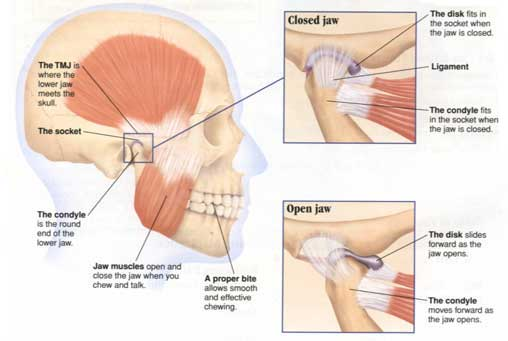 The TMJ is
where the
lower jaw
meets the
skull.
The socket
The condyle
is the round
end of the
lower jaw.
Jaw muscles open and
close the jaw when you
chew and talk.
A proper bite
allows smooth
and effective
chewing.
Closed jaw
The disk fits in
the socket when
the jaw is closed.
Ligament
The condyle fits
in the socket when
the jaw is closed.
Open jaw
The disk slides
forward as the
jaw opens.
The condyle
moves forward as
the jaw opens.